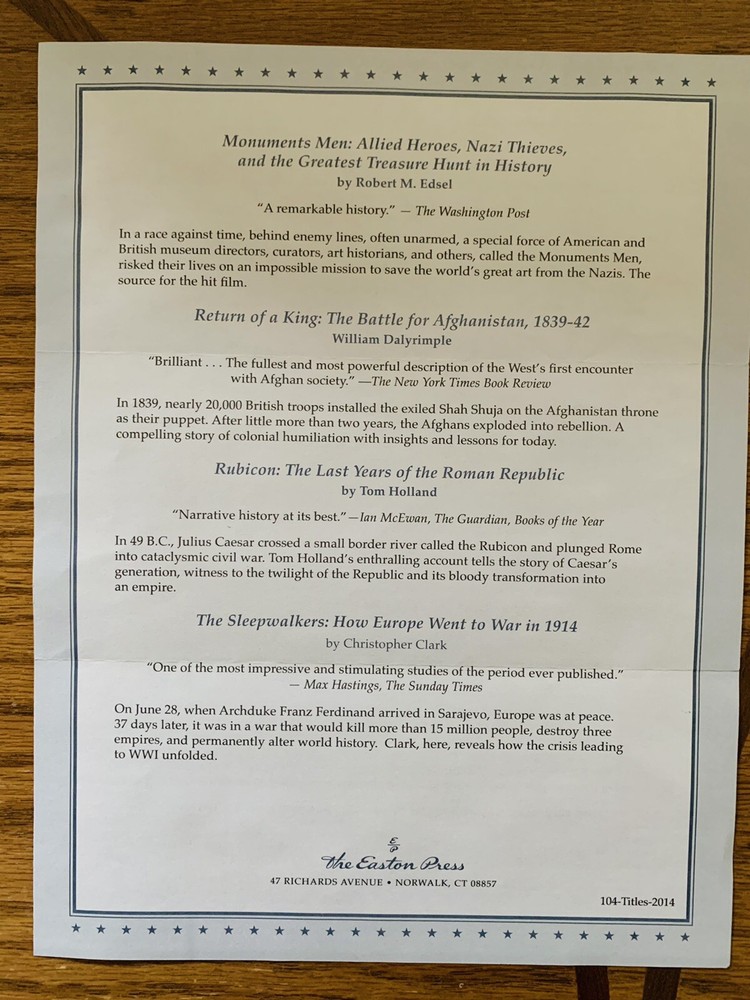 Monuments Men: Allied Heroes, Nazi Thieves,
and the Greatest Treasure Hunt in History
by Robert M. Edsel
“A remarkable history.” — The Washington Post
In a race against time, behind enemy lines, often unarmed, a special force of American and
British museum directors, curators, art historians, and others, called the Monuments Men,
risked their lives on an impossible mission to save the world’s great art from the Nazis. The
source for the hit film.
Return of a King: The Battle for Afghanistan, 1839-42
William Dalyrimple
“Brilliant . . . The fullest and most powerful description of the West’s first encounter
with Afghan society.” —The New York Times Book Review
In 1839, nearly 20,000 British troops installed the exiled Shah Shuja on the Afghanistan throne
as their puppet. After little more than two years, the Afghans exploded into rebellion. A
compelling story of colonial humiliation with insights and lessons for today.
Rubicon: The Last Years of the Roman Republic
by Tom Holland
“Narrative history at its best.”—Ian McEwan, The Guardian, Books of the Year
In 49 B.C., Julius Caesar crossed a small border river called the Rubicon and plunged Rome
into cataclysmic civil war. Tom Holland’s enthralling account tells the story of Caesar’s
generation, witness to the twilight of the Republic and its bloody transformation into
an empire.
The Sleepwalkers: How Europe Went to War in 1914
by Christopher Clark
“One of the most impressive and stimulating studies of the period ever published.”
— Max Hastings, The Sunday Times
On June 28, when Archduke Franz Ferdinand arrived in Sarajevo, Europe was at peace.
37 days later, it was in a war that would kill more than 15 million people, destroy three
empires, and permanently alter world history. Clark, here, reveals how the crisis leading
to WWI unfolded.
E
P
the Easton Press
47 RICHARDS AVENUE • NORWALK, CT 08857
104-Titles-2014